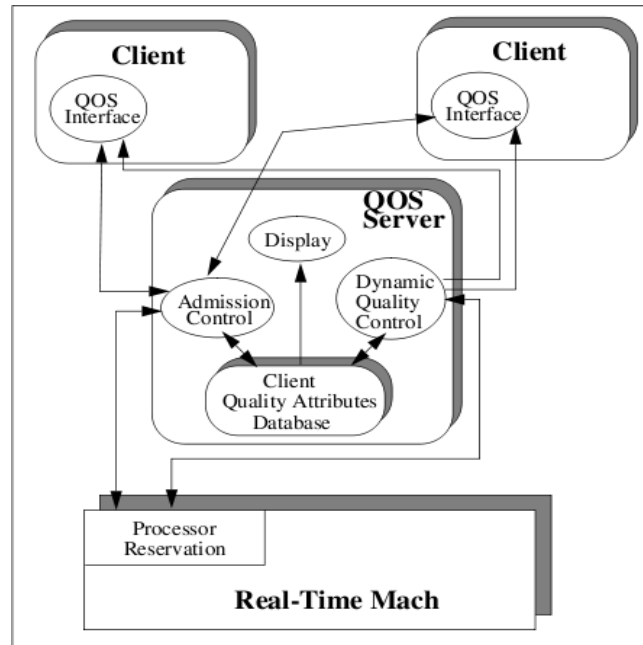 Client
QOS
Interface
Client
QOS
Interface
QOS
Server
Display
Admission
Control
Dynamic
Quality
Control
Client
Quality Attributes
Database
Processor
Reservation
Real-Time Mach